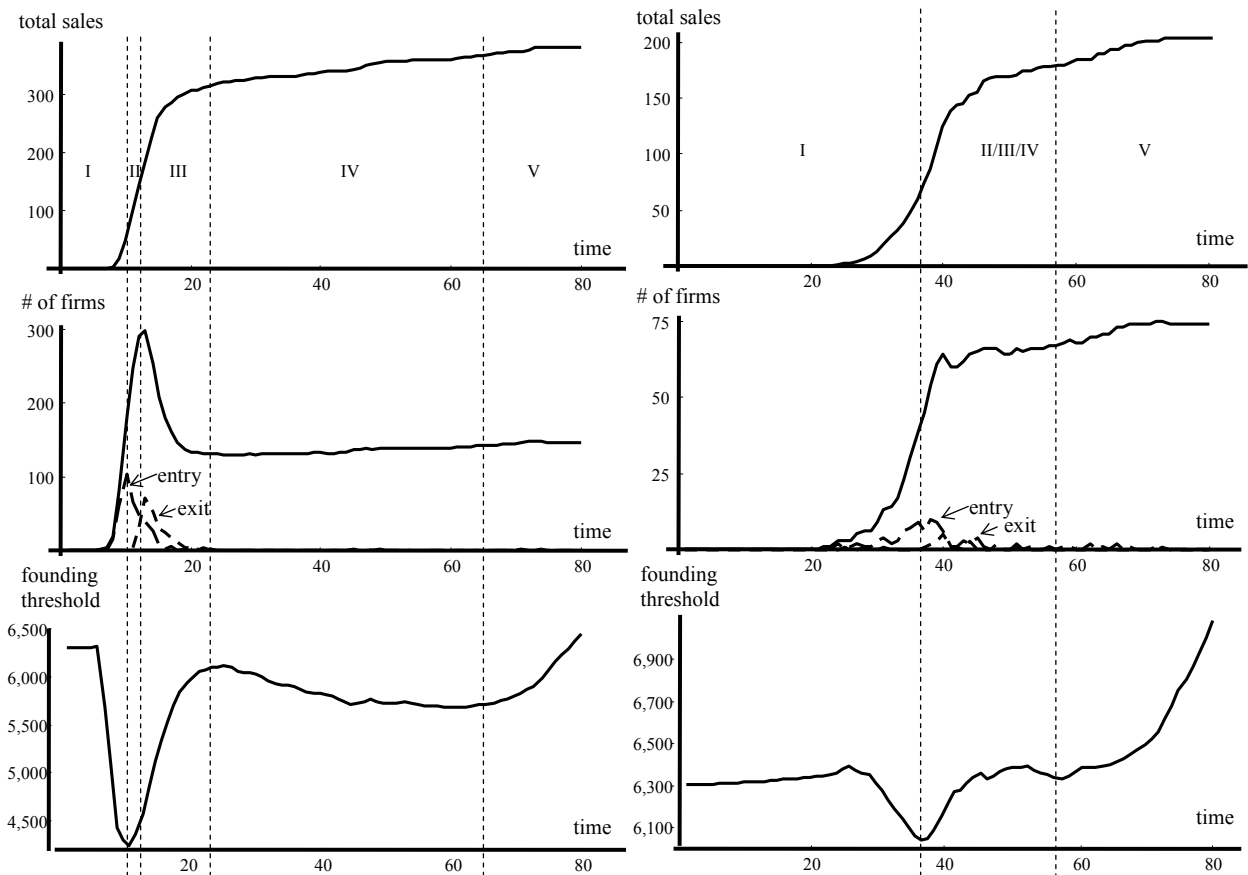 total sales
300
200
100
I
II
III
IV
V
time
20
40
60
80
# of firms
300
200
100
entry
exit
time
20
40
60
80
founding
threshold
6,500
6,000
5,500
5,000
4,500
time
20
40
60
80
total sales
200
150
100
50
I
II/III/IV
V
time
20
40
60
80
# of firms
75
50
25
entry
exit
time
20
40
60
80
founding
threshold
6,900
6,700
6,500
6,300
6,100
time
20
40
60
80